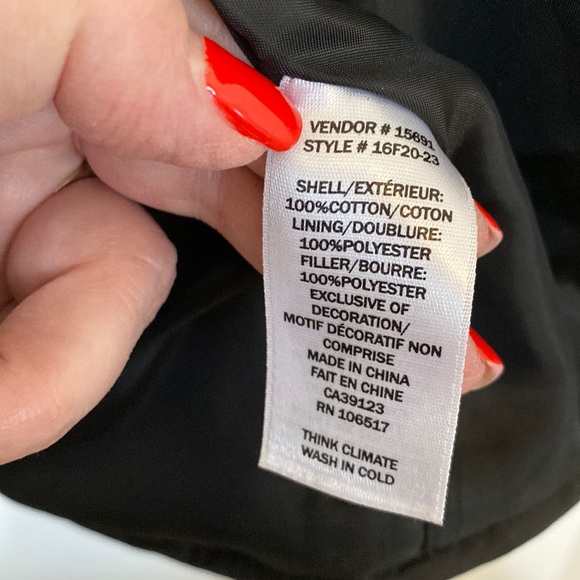 VENDOR # 15691
STYLE # 16F20-23
SHELL/EXTÉRIEUR:
100%COTTON/COTON
LINING/DOUBLURE:
100%POLYESTER
FILLER/BOURRE:
100%POLYESTER
EXCLUSIVE OF
DECORATION/
MOTIF DÉCORATIF NON
COMPRISE
MADE IN CHINA
FAIT EN CHINE
CA39123
RN 106517
THINK CLIMATE
WASH IN COLD